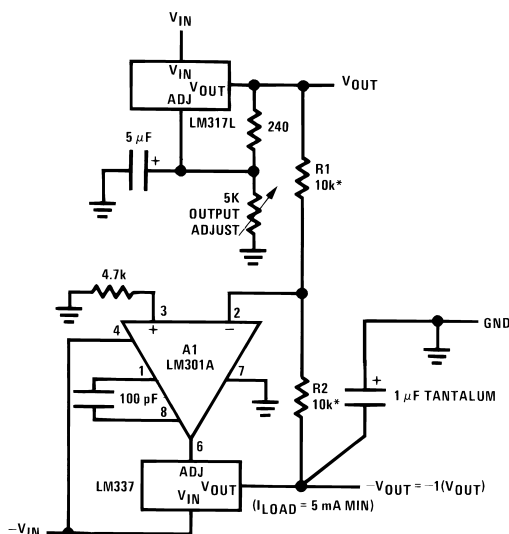 VIN
VIN
VOUT
ADJ
VOUT
LM317L
240
5 μF
+
R1
10k*
5K
OUTPUT
ADJUST
4.7k
3
2
+
−
4
A1
LM301A
GND
1
7
+
100 pF
8
R2
10k*
1 μF TANTALUM
6
ADJ
LM337
VOUT
VIN
−VOUT = −1(VOUT)
(ILOAD = 5 mA MIN)
−VIN